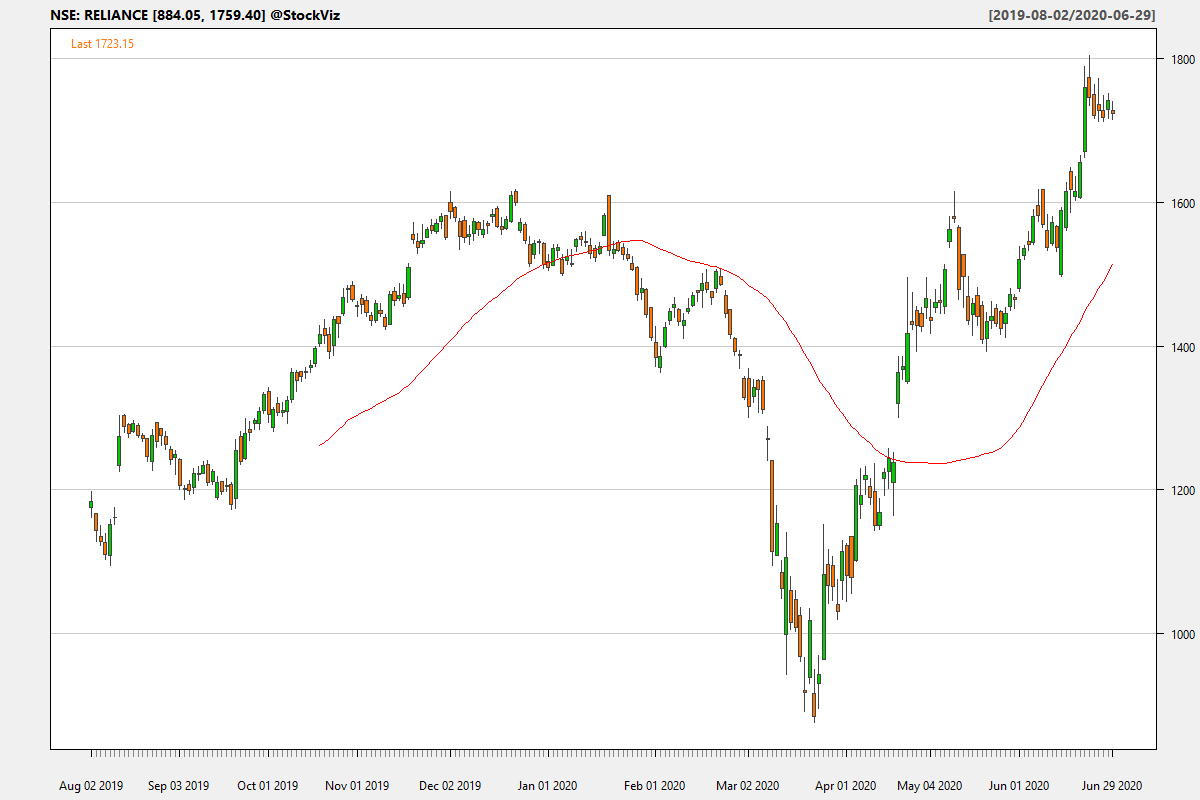 NSE: RELIANCE [884.05, 1759.40] @StockViz
[2019-08-02/2020-06-29]
Last 1723.15
1800
1600
1400
1200
1000
Aug 02 2019 Sep 03 2019 Oct 01 2019 Nov 01 2019 Dec 02 2019 Jan 01 2020 Feb 01 2020 Mar 02 2020 Apr 01 2020 May 04 2020 Jun 01 2020 Jun 29 2020